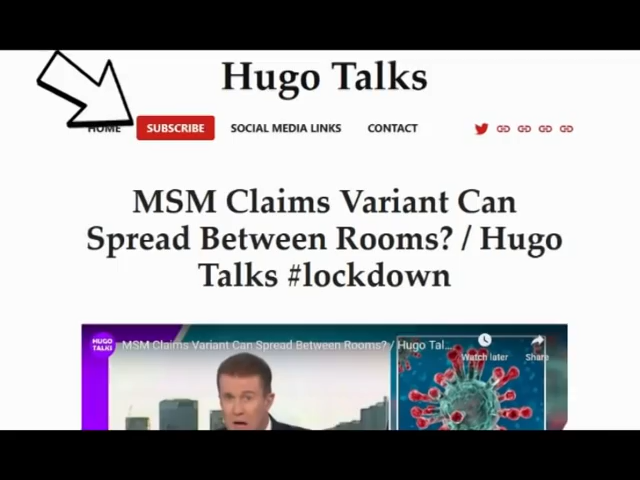 Hugo Talks
HOME SUBSCRIBE SOCIAL MEDIA LINKS CONTACT
MSM Claims Variant Can
Spread Between Rooms? / Hugo
Talks #lockdown
HUGO
TALKS
MSM Claims Variant Can Spread Between Rooms? / Hugo Tal...
Watch later Share